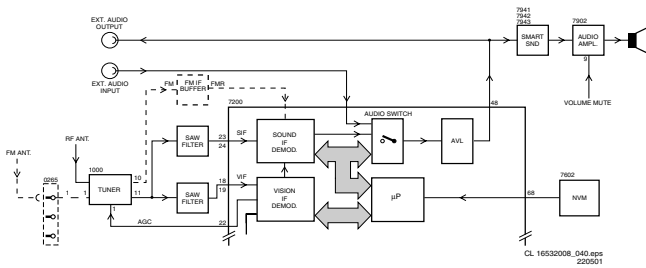 EXT. AUDIO
OUTPUT
7941
7942
7943
7902
SMART
SND
AUDIO
AMPL.
9
EXT. AUDIO
INPUT
FM
FM IF
BUFFER
FMR
VOLUME MUTE
7200
48
AUDIO SWITCH
RF ANT.
SAW
FILTER
23
24
SIF
SOUND
IF
DEMOD.
AVL
FM ANT.
1000
10
0265
1
1
TUNER
11
1
SAW
FILTER
18
19
VIF
VISION
IF
DEMOD.
µP
68
7602
NVM
AGC
22
CL 16532008_040.eps
220501